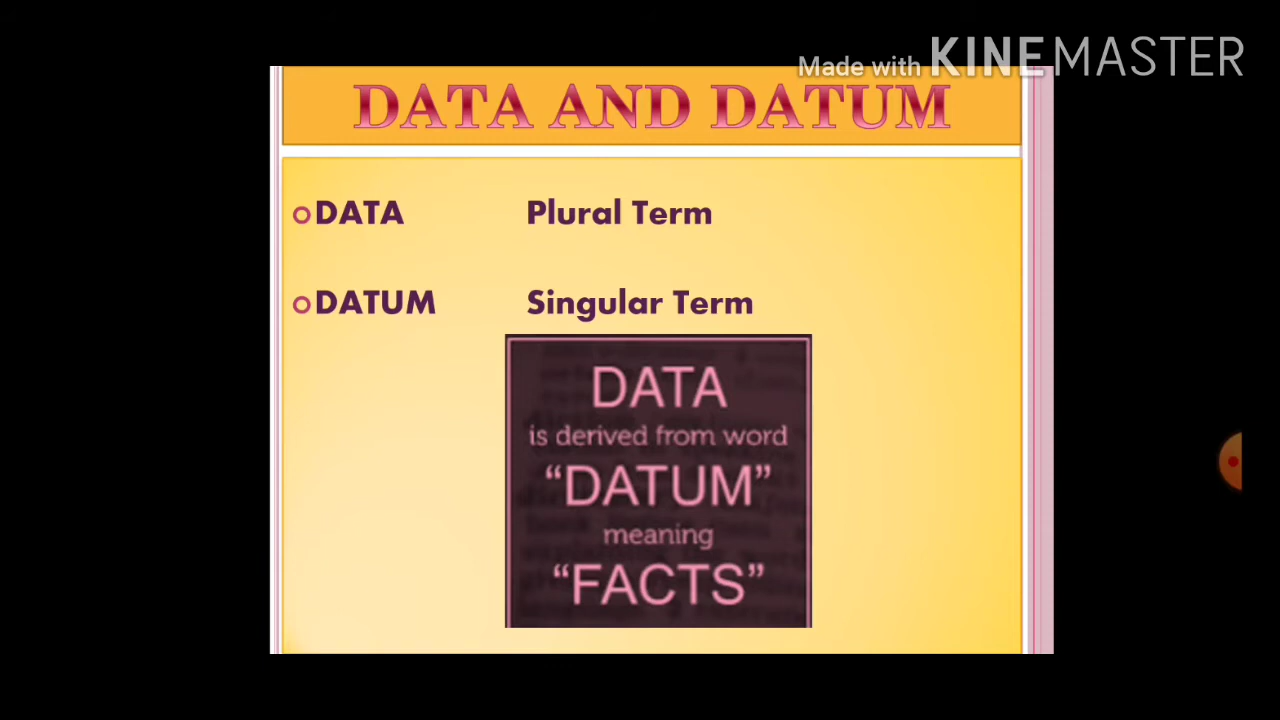 Made with KINEMASTER
DATA AND DATUM
DATA Plural Term
DATUM Singular Term
DATA
is derived from word
“DATUM”
meaning
“FACTS”